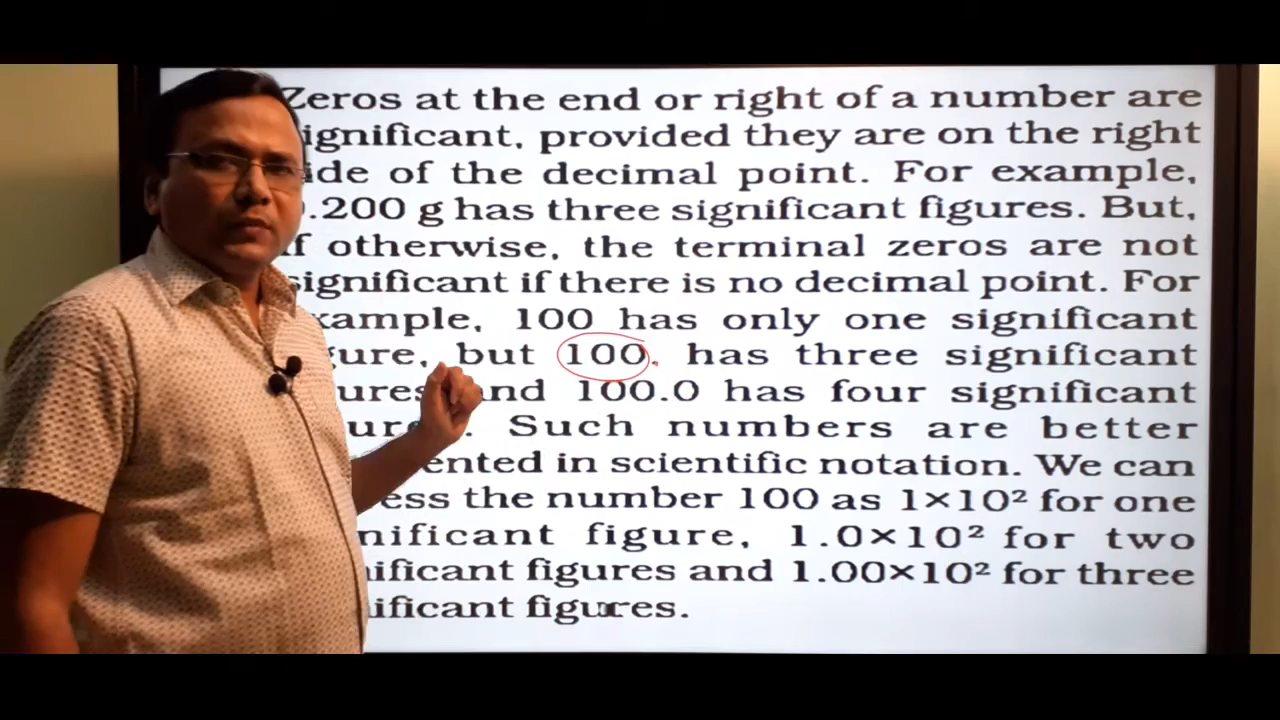 Zeros at the end or right of a number are
ignificant, provided they are on the right
ide of the decimal point. For example,
.200 g has three significant figures. But,
f otherwise, the terminal zeros are not
significant if there is no decimal point. For
xample, 100 has only one significant
gure, but 100. has three significant
ures and 100.0 has four significant
ur Such numbers are better
ented in scientific notation. We can
ess the number 100 as 1×10² for one
nificant figure, 1.0×10² for two
ificant figures and 1.00×10² for three
ificant figures.